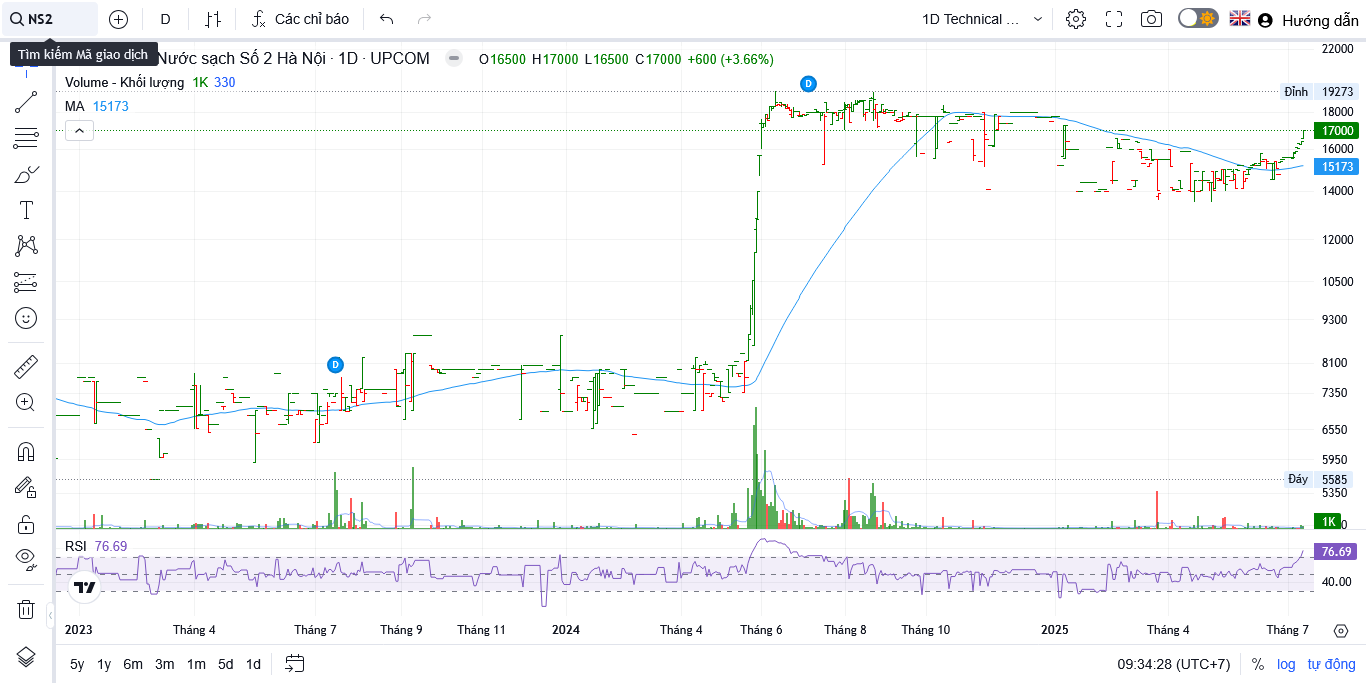 NS2 D Các chỉ báo 1D Technical ... Hướng dẫn
Tìm kiếm Mã giao dịch
Nước sạch Số 2 Hà Nội · 1D · UPCOM O16500 H17000 L16500 C17000 +600 (+3.66%)
Volume - Khối lượng 1K 330
MA 15173
D
D
22000
Đỉnh 19273
18000
17000
16000
15173
14000
12000
10500
9300
8100
7350
6550
5950
Đáy 5585
5350
1K
RSI 76.69
76.69
40.00
2023 Tháng 4 Tháng 7 Tháng 9 Tháng 11 2024 Tháng 4 Tháng 6 Tháng 8 Tháng 10 2025 Tháng 4 Tháng 7
5y 1y 6m 3m 1m 5d 1d 09:34:28 (UTC+7) % log tự động